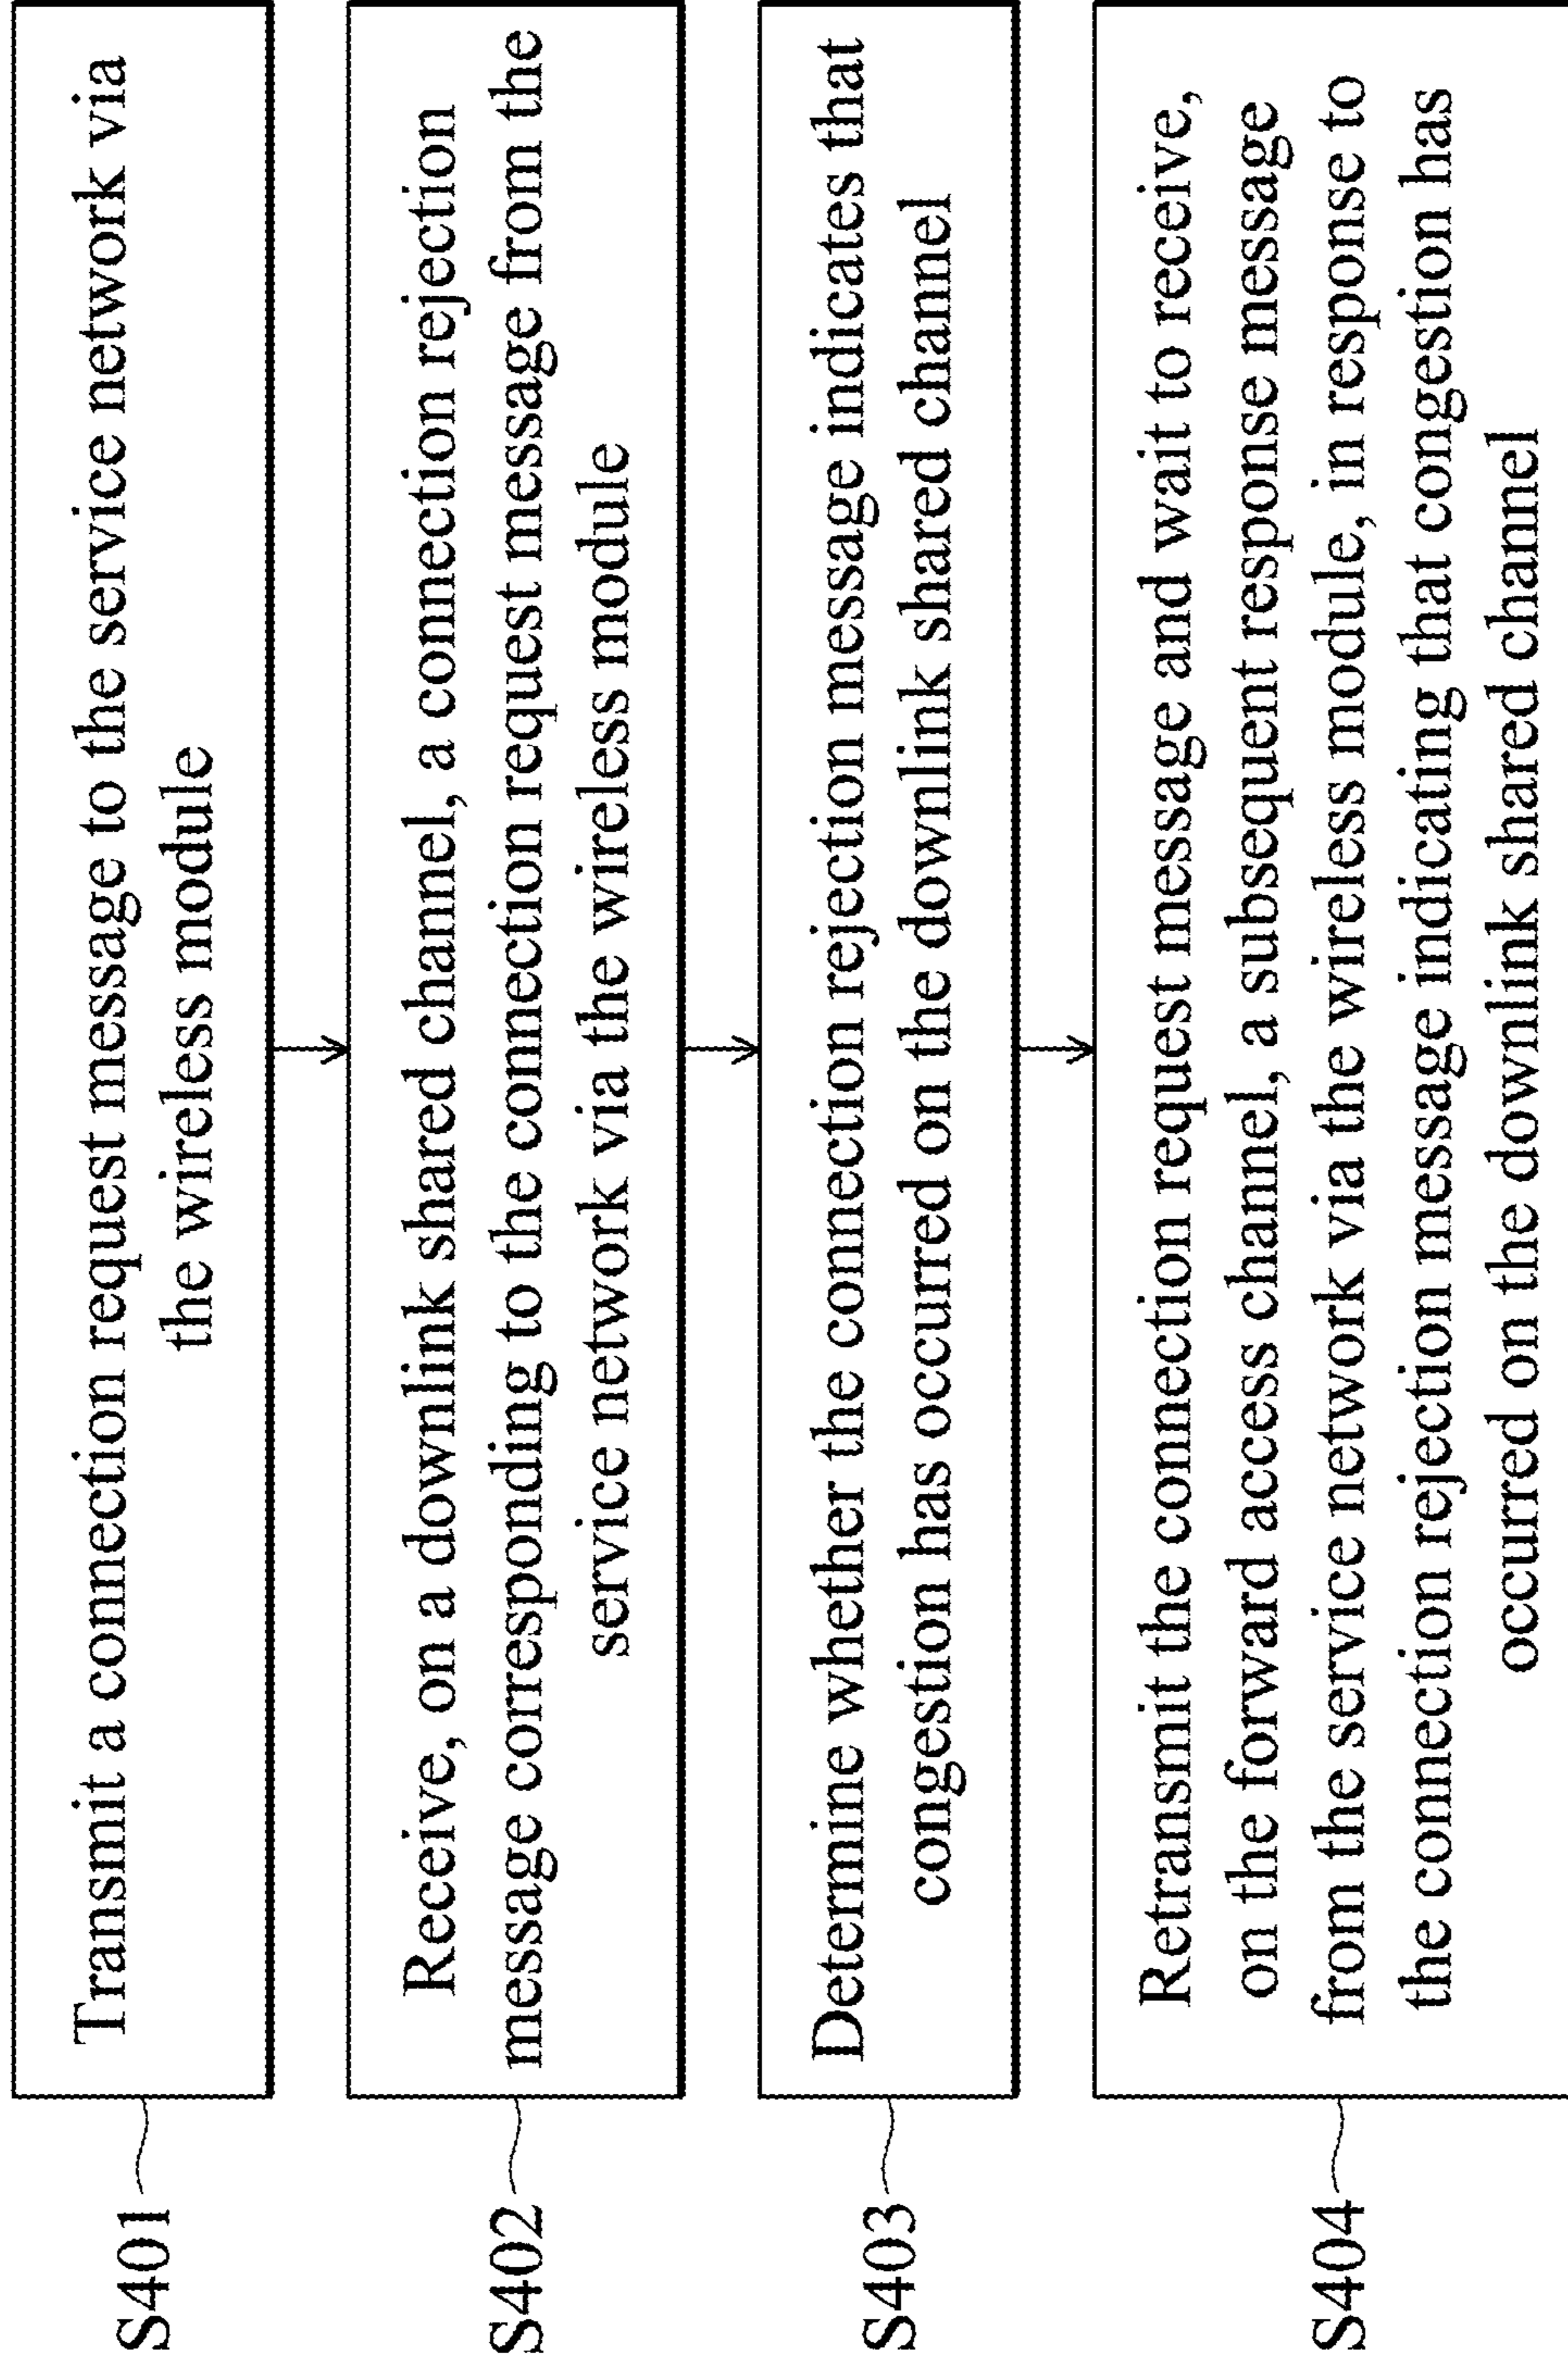 S401
Transmit a connection request message to the service network via
the wireless module
S402
Receive, on a downlink shared channel, a connection rejection
message corresponding to the connection request message from the
service network via the wireless module
S403
Determine whether the connection rejection message indicates that
congestion has occurred on the downlink shared channel
S404
Retransmit the connection request message and wait to receive,
on the forward access channel, a subsequent response message
from the service network via the wireless module, in response to
the connection rejection message indicating that congestion has
occurred on the downlink shared channel